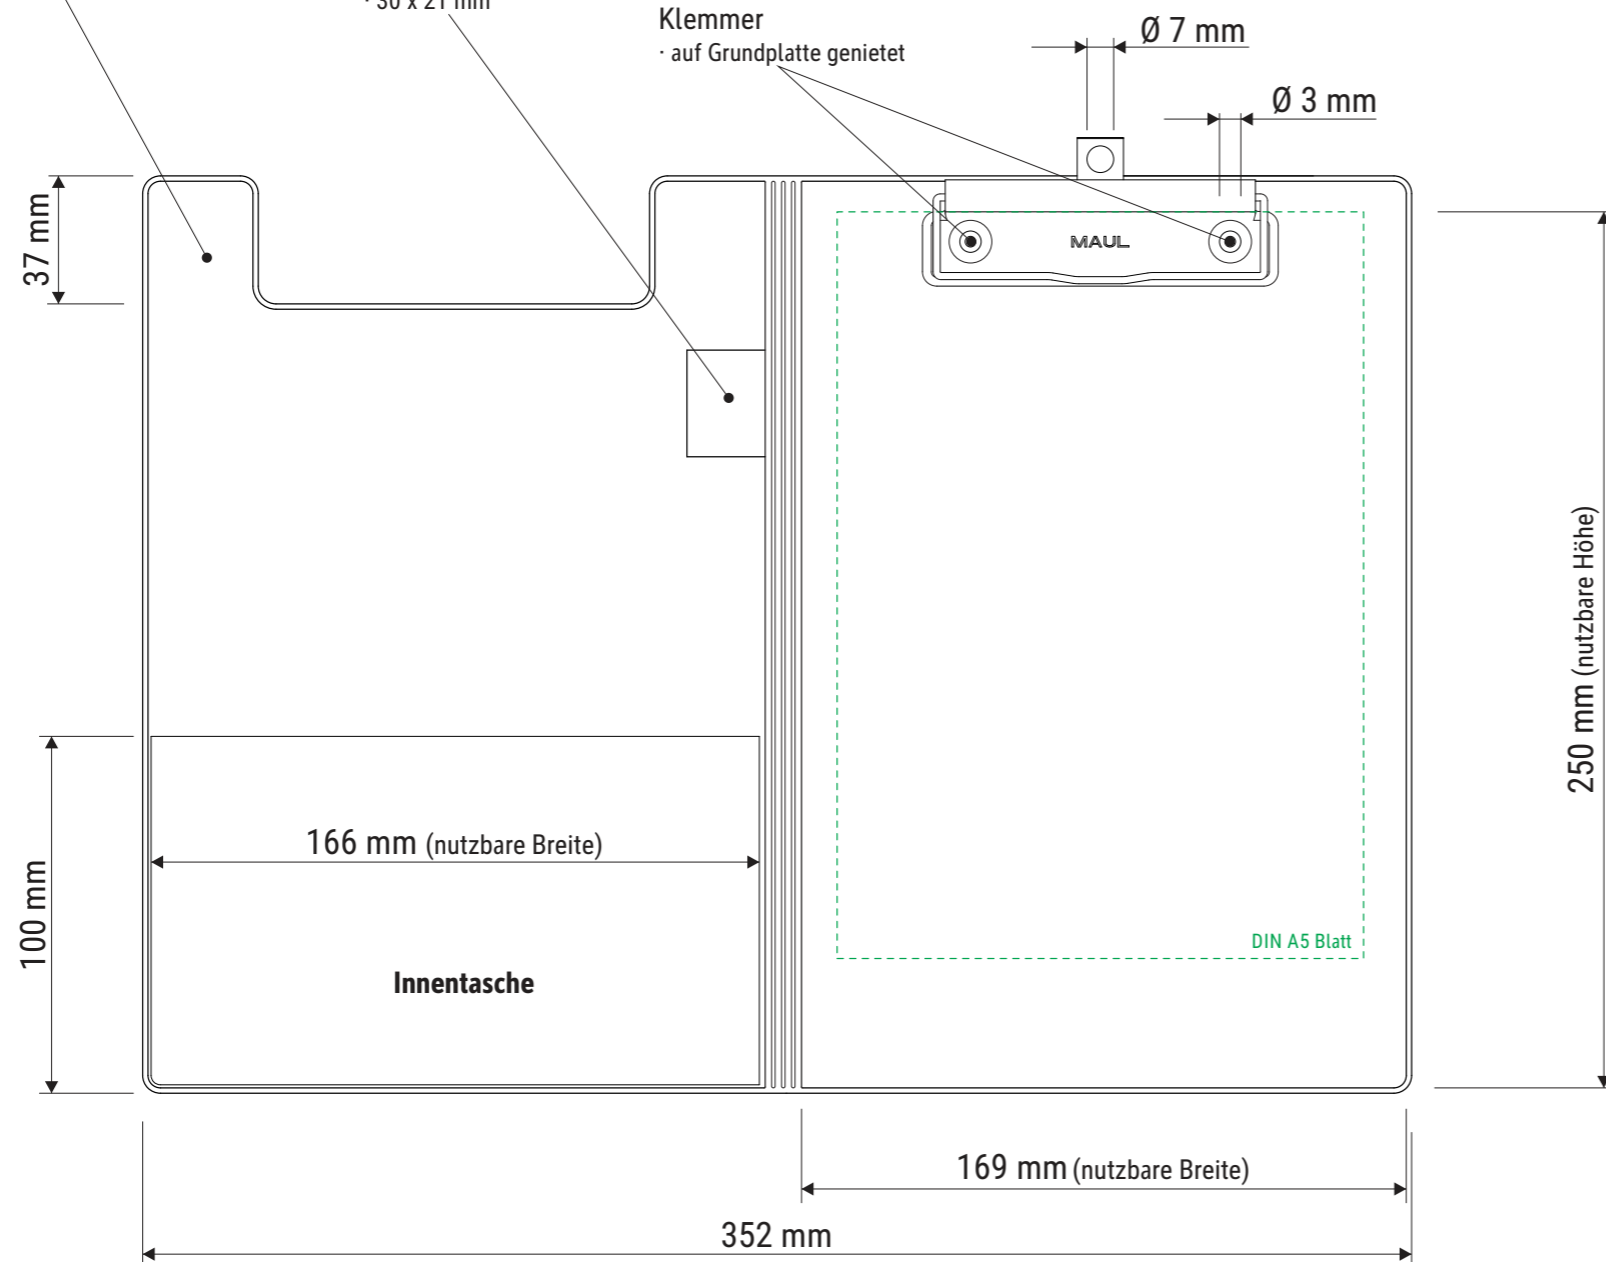 · 30 x 21 mm
Klemmer
· auf Grundplatte genietet
Ø 7 mm
Ø 3 mm
37 mm
MAUL
250 mm (nutzbare Höhe)
166 mm (nutzbare Breite)
100 mm
DIN A5 Blatt
Innentasche
169 mm (nutzbare Breite)
352 mm